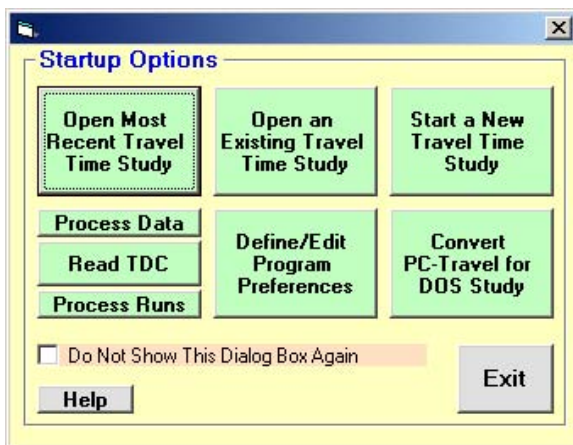 Startup Options
Open Most
Recent Travel
Time Study
Open an
Existing Travel
Time Study
Start a New
Travel Time
Study
Process Data
Read TDC
Process Runs
Define/Edit
Program
Preferences
Convert
PC-Travel for
DOS Study
Do Not Show This Dialog Box Again
Help
Exit